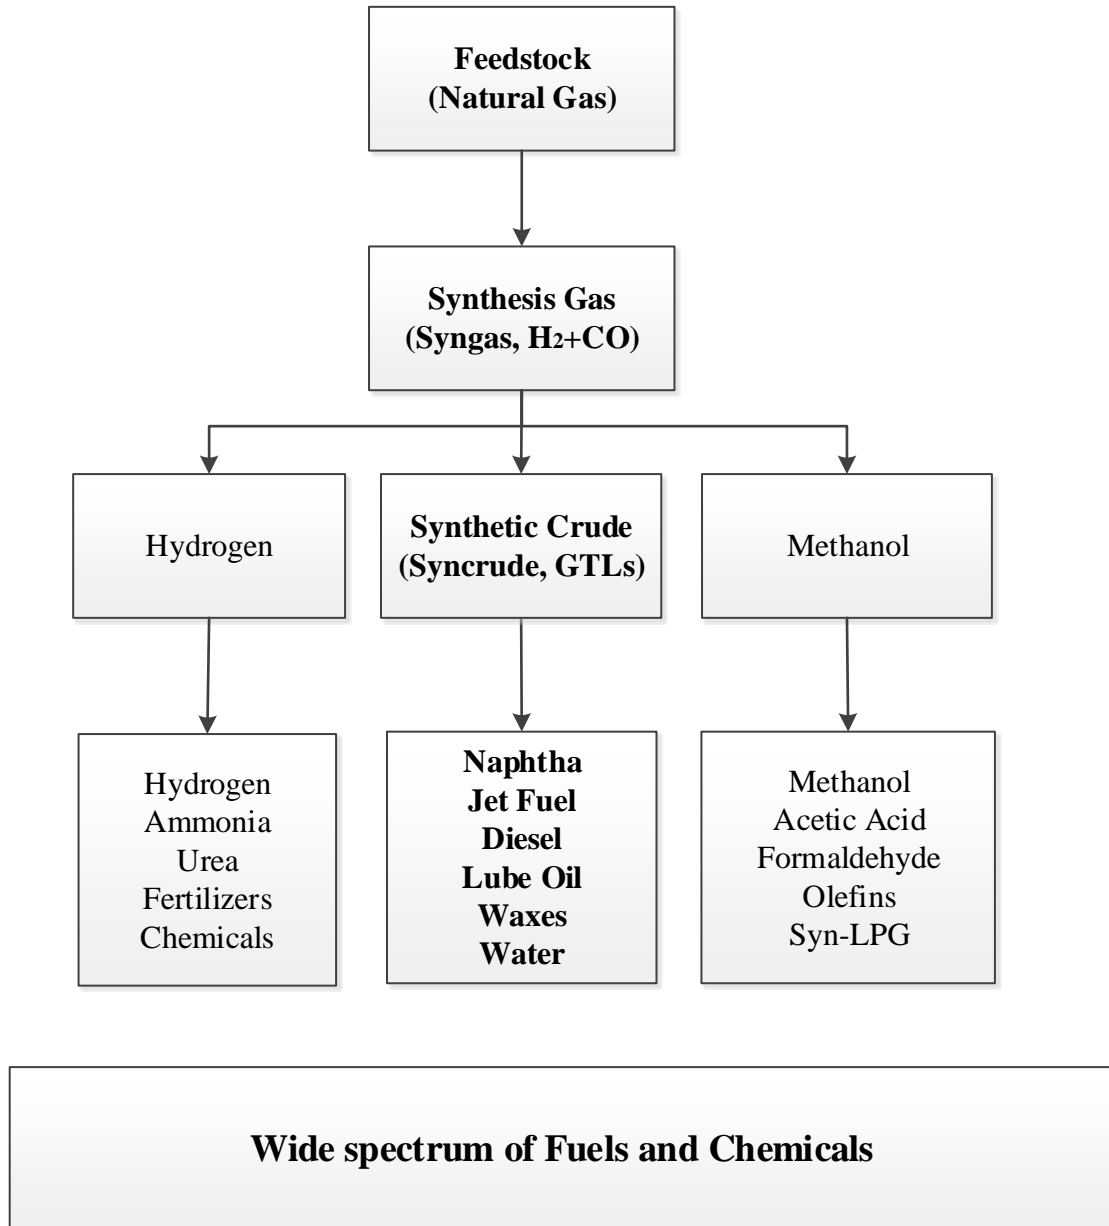 Feedstock
(Natural Gas)
Synthesis Gas
(Syngas, H2+CO)
Hydrogen
Synthetic Crude
(Syncrude, GTLs)
Methanol
Hydrogen
Ammonia
Urea
Fertilizers
Chemicals
Naphtha
Jet Fuel
Diesel
Lube Oil
Waxes
Water
Methanol
Acetic Acid
Formaldehyde
Olefins
Syn-LPG
Wide spectrum of Fuels and Chemicals